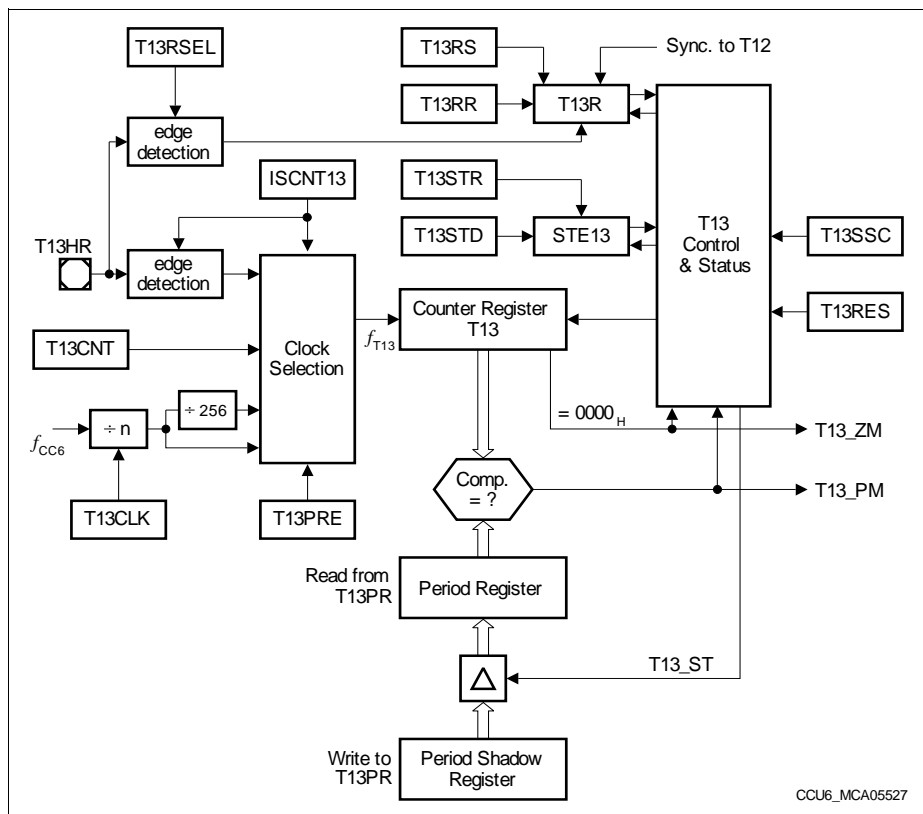 T13RSEL
T13RS
Sync. to T12
T13RR
T13R
edge
detection
ISCNT13
T13STR
T13HR
T13STD
STE13
T13
Control
& Status
T13SSC
edge
detection
Counter Register
T13
T13RES
fT13
T13CNT
Clock
Selection
÷ 256
= 0000H
fCC6
÷ n
T13_ZM
Comp.
= ?
T13_PM
T13CLK
T13PRE
Read from
T13PR
Period Register
T13_ST
Δ
Write to
T13PR
Period Shadow
Register
CCU6_MCA05527